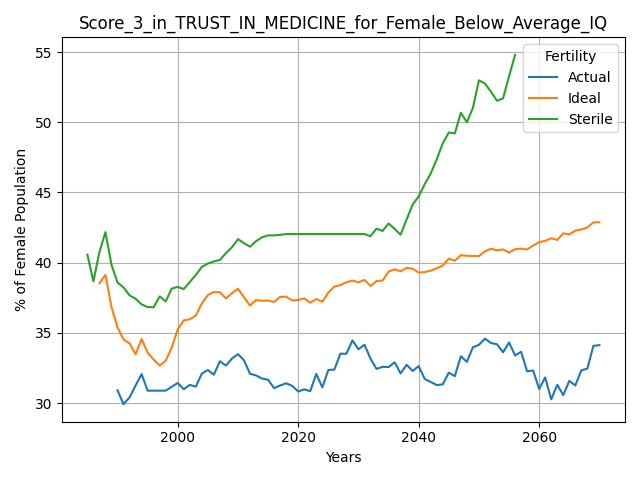 Score_3_in_TRUST_IN_MEDICINE_for_Female_Below_Average_IQ
% of Female Population
55
50
45
40
35
30
Fertility
Actual
Ideal
Sterile
2000
2020
2040
2060
Years